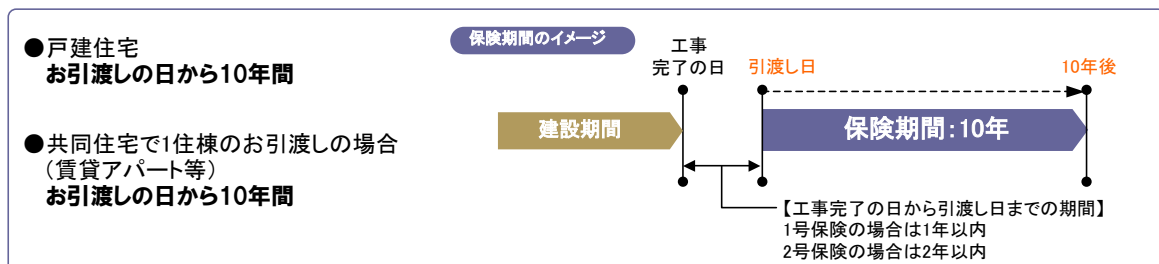 ●戸建住宅
お引渡しの日から10年間
●共同住宅で1住棟のお引渡しの場合
（賃貸アパート等）
お引渡しの日から10年間
保険期間のイメージ
工事
完了の日
引渡し日
10年後
建設期間
保険期間：10年
【工事完了の日から引渡し日までの期間】
1号保険の場合は1年以内
2号保険の場合は2年以内